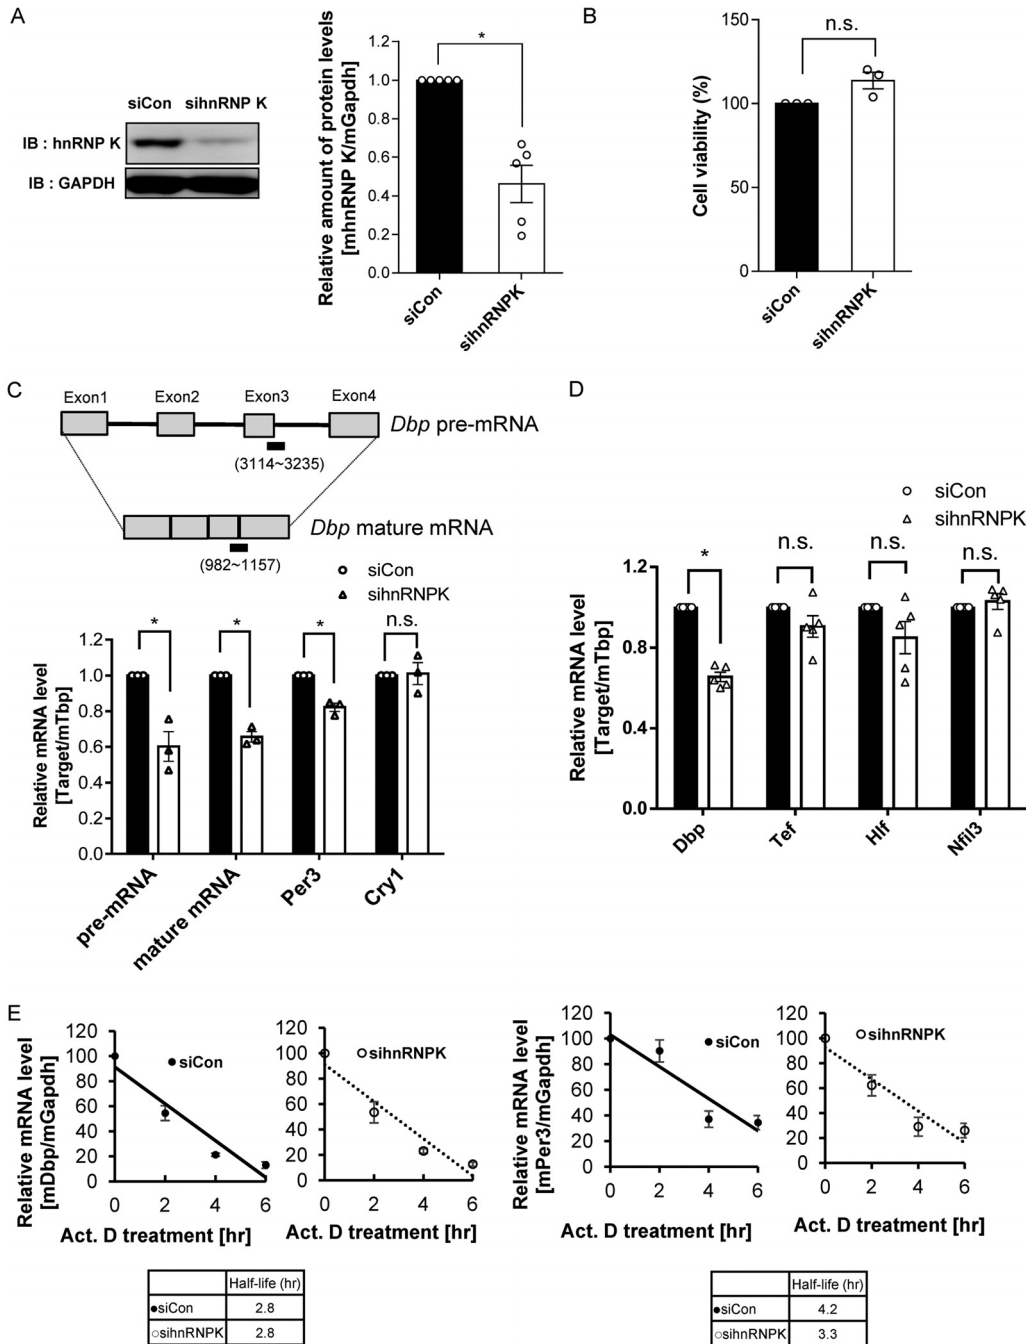 A
siCon sihnRNP K
IB : hnRNP K
IB : GAPDH
Relative amount of protein levels
[mhnRNP K/mGapdh]
1.2
1.0
0.8
0.6
0.4
0.2
0.0
*
siCon
sihnRNPK
B
Cell viability (%)
150
100
50
0
n.s.
siCon
sihnRNPK
C
Exon1 Exon2 Exon3 Exon4
Dbp pre-mRNA
(3114~3235)
Dbp mature mRNA
(982~1157)
siCon
sihnRNPK
Relative mRNA level
[Target/mTbp]
1.2
1.0
0.8
0.6
0.4
0.2
0.0
* * * n.s.
pre-mRNA
mature mRNA
Per3
Cry1
D
siCon
sihnRNPK
Relative mRNA level
[Target/mTbp]
1.2
0.8
0.4
0.0
* n.s. n.s. n.s.
Dbp
Tef
Hlf
Nfil3
E
Relative mRNA level
[mDbp/mGapdh]
120
100
80
60
40
20
0
siCon
0 2 4 6
120
100
80
60
40
20
0
sihnRNPK
0 2 4 6
Act. D treatment [hr]
Half-life (hr)
siCon 2.8
sihnRNPK 2.8
Relative mRNA level
[mPer3/mGapdh]
120
100
80
60
40
20
0
siCon
0 2 4 6
Act. D treatment [hr]
120
100
80
60
40
20
0
sihnRNPK
0 2 4 6
Act. D treatment [hr]
Half-life (hr)
siCon 4.2
sihnRNPK 3.3